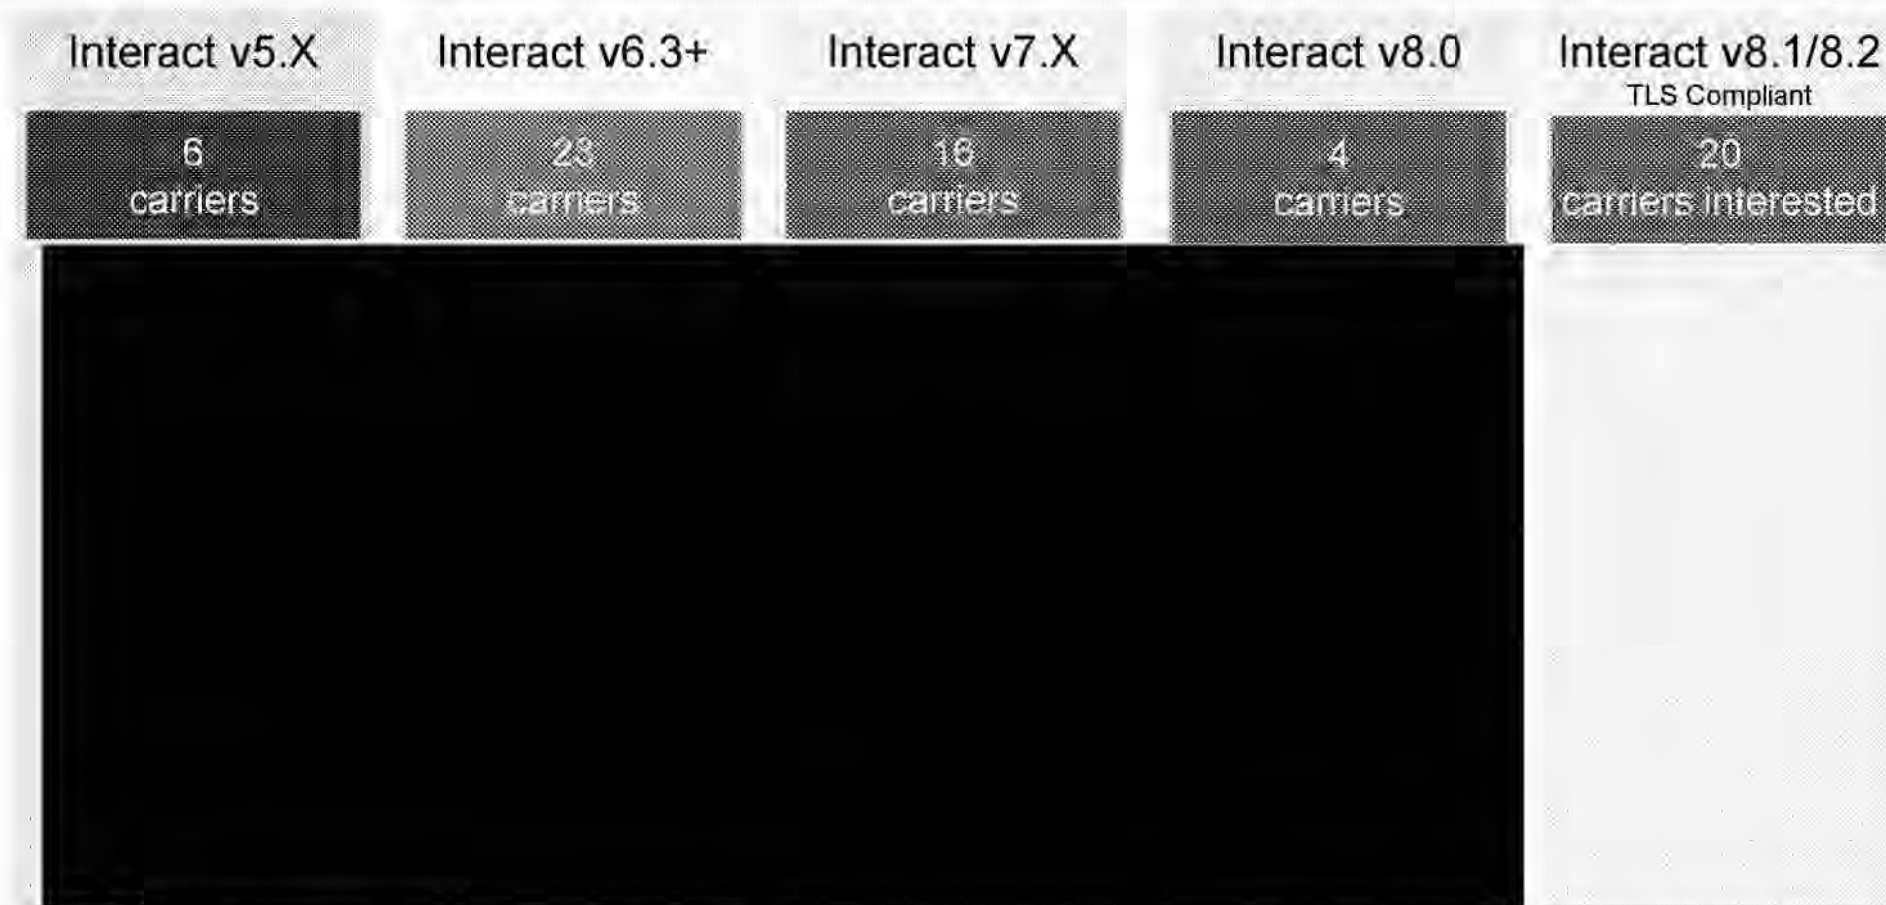 Interact v5.X
6
carriers
Interact v6.3+
23
carriers
Interact v7.X
16
carriers
Interact v8.0
4
carriers
Interact v8.1/8.2
TLS Compliant
20
carriers interested